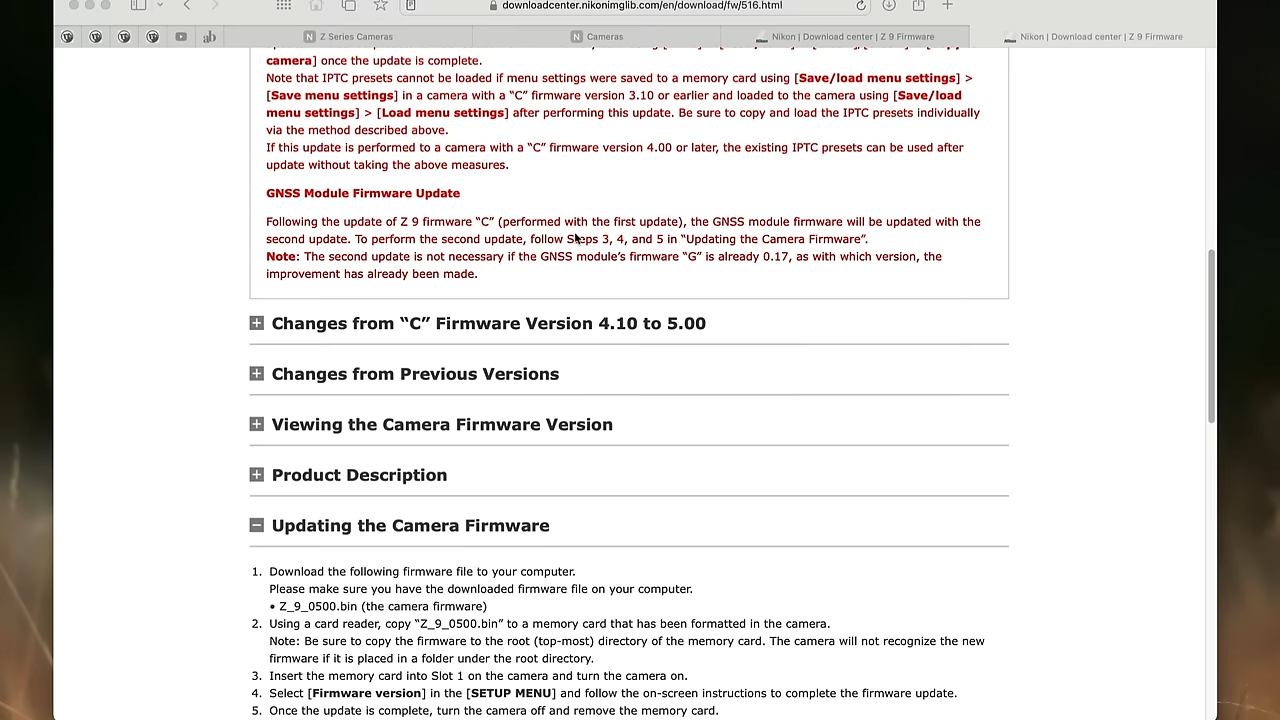 downloadcenter.nikonimglib.com/en/download/fw/516.html
Z Series Cameras
Cameras
Nikon | Download center | Z 9 Firmware
Nikon | Download center | Z 9 Firmware
camera] once the update is complete.
Note that IPTC presets cannot be loaded if menu settings were saved to a memory card using [Save/load menu settings] >
[Save menu settings] in a camera with a “C” firmware version 3.10 or earlier and loaded to the camera using [Save/load
menu settings] > [Load menu settings] after performing this update. Be sure to copy and load the IPTC presets individually
via the method described above.
If this update is performed to a camera with a “C” firmware version 4.00 or later, the existing IPTC presets can be used after
update without taking the above measures.
GNSS Module Firmware Update
Following the update of Z 9 firmware “C” (performed with the first update), the GNSS module firmware will be updated with the
second update. To perform the second update, follow Steps 3, 4, and 5 in “Updating the Camera Firmware”.
Note: The second update is not necessary if the GNSS module’s firmware “G” is already 0.17, as with which version, the
improvement has already been made.
Changes from “C” Firmware Version 4.10 to 5.00
Changes from Previous Versions
Viewing the Camera Firmware Version
Product Description
Updating the Camera Firmware
1. Download the following firmware file to your computer.
Please make sure you have the downloaded firmware file on your computer.
• Z_9_0500.bin (the camera firmware)
2. Using a card reader, copy “Z_9_0500.bin” to a memory card that has been formatted in the camera.
Note: Be sure to copy the firmware to the root (top-most) directory of the memory card. The camera will not recognize the new
firmware if it is placed in a folder under the root directory.
3. Insert the memory card into Slot 1 on the camera and turn the camera on.
4. Select [Firmware version] in the [SETUP MENU] and follow the on-screen instructions to complete the firmware update.
5. Once the update is complete, turn the camera off and remove the memory card.